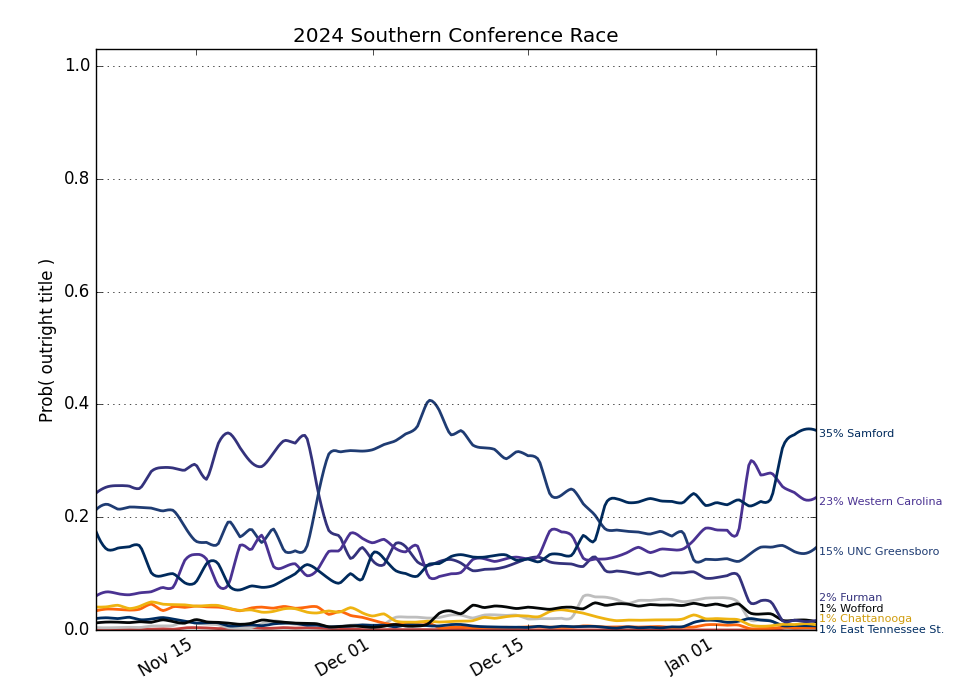 2024 Southern Conference Race
Prob( outright title )
1.0
0.8
0.6
0.4
0.2
0.0
Nov 15
Dec 01
Dec 15
Jan 01
35% Samford
23% Western Carolina
15% UNC Greensboro
2% Furman
1% Wofford
1% Chattanooga
1% East Tennessee St.